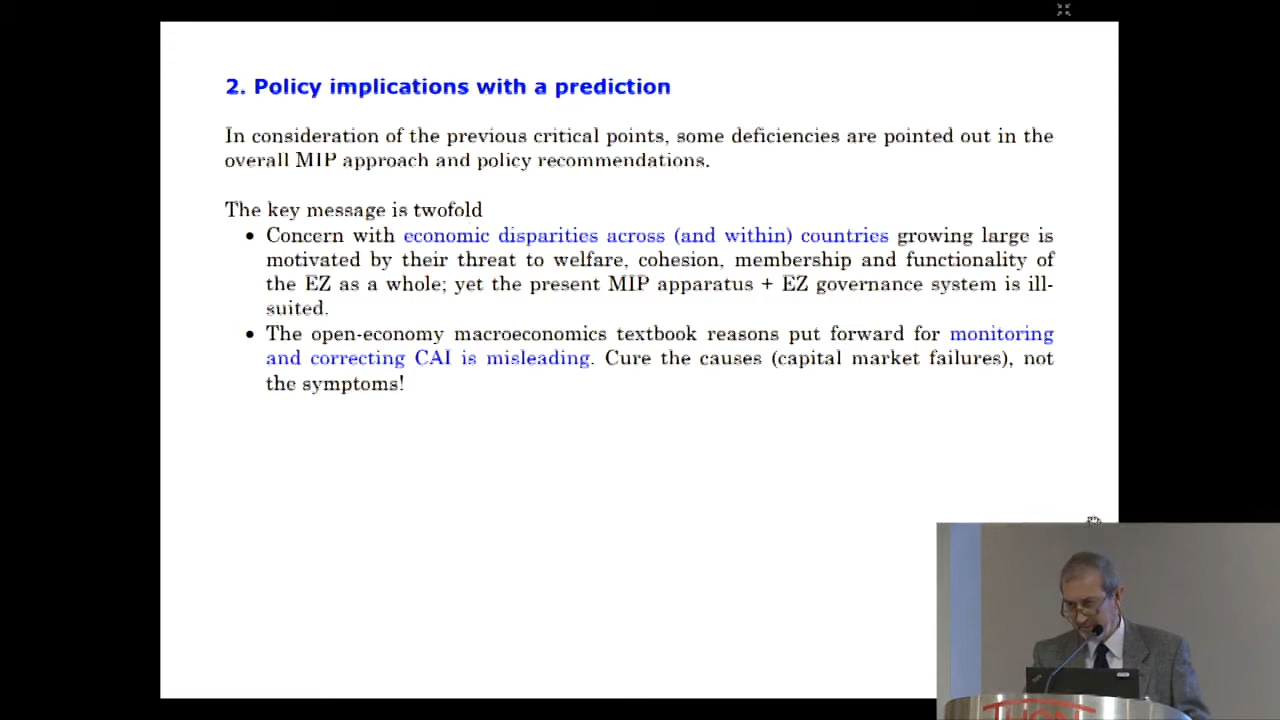 2. Policy implications with a prediction
In consideration of the previous critical points, some deficiencies are pointed out in the
overall MIP approach and policy recommendations.
The key message is twofold
• Concern with economic disparities across (and within) countries growing large is
motivated by their threat to welfare, cohesion, membership and functionality of
the EZ as a whole; yet the present MIP apparatus + EZ governance system is ill-
suited.
• The open-economy macroeconomics textbook reasons put forward for monitoring
and correcting CAI is misleading. Cure the causes (capital market failures), not
the symptoms!
THON